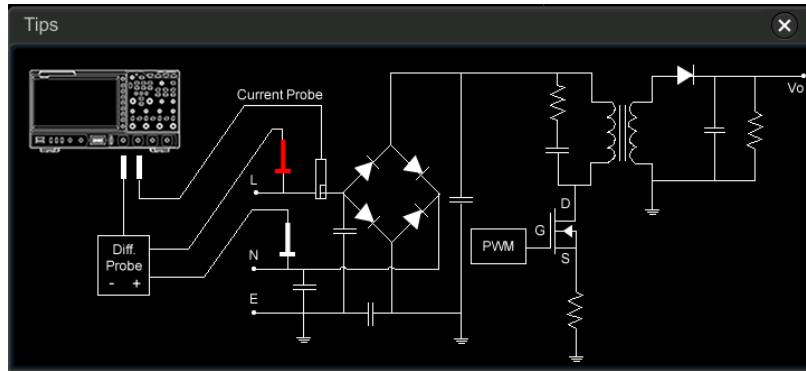 Tips
Current Probe
Vo
L
D
G
PWM
S
Diff.
Probe
- +
N
E